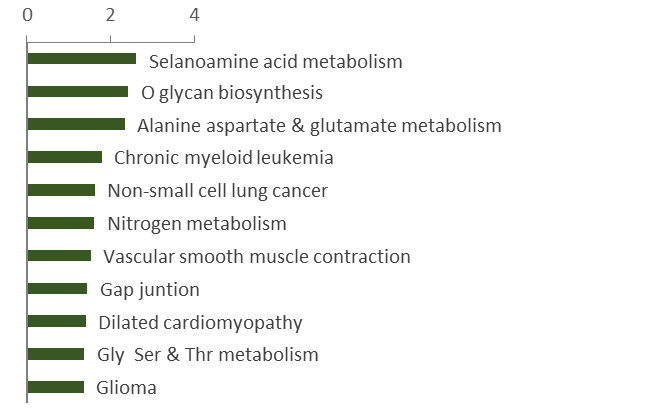 0 2 4
Selanoamine acid metabolism
O glycan biosynthesis
Alanine aspartate & glutamate metabolism
Chronic myeloid leukemia
Non-small cell lung cancer
Nitrogen metabolism
Vascular smooth muscle contraction
Gap juntion
Dilated cardiomyopathy
Gly  Ser & Thr metabolism
Glioma